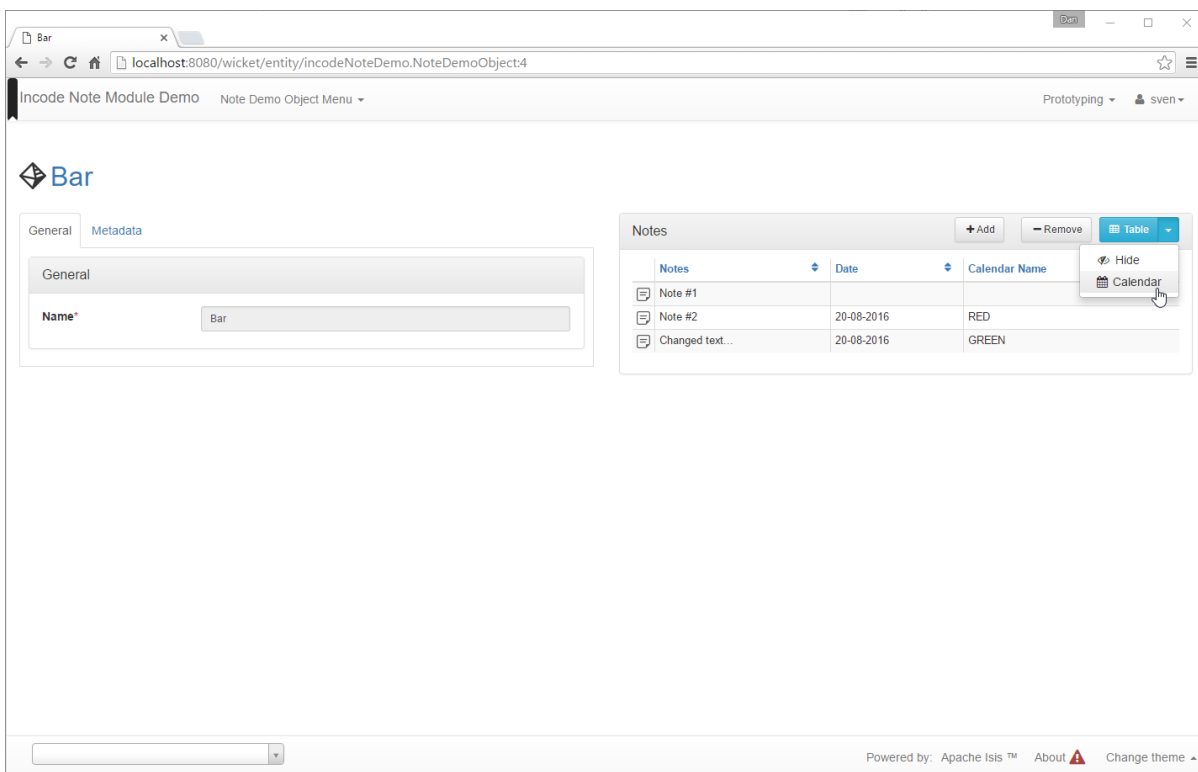 Dan
Bar
localhost:8080/wicket/entity/incodeNoteDemo.NoteDemoObject:4
Incode Note Module Demo Note Demo Object Menu Prototyping sven
Bar
General Metadata
General
Name* Bar
Notes Add Remove Table
Hide
Calendar
Notes Date Calendar Name
Note #1
Note #2 20-08-2016 RED
Changed text... 20-08-2016 GREEN
Powered by: Apache Isis ™ About Change theme